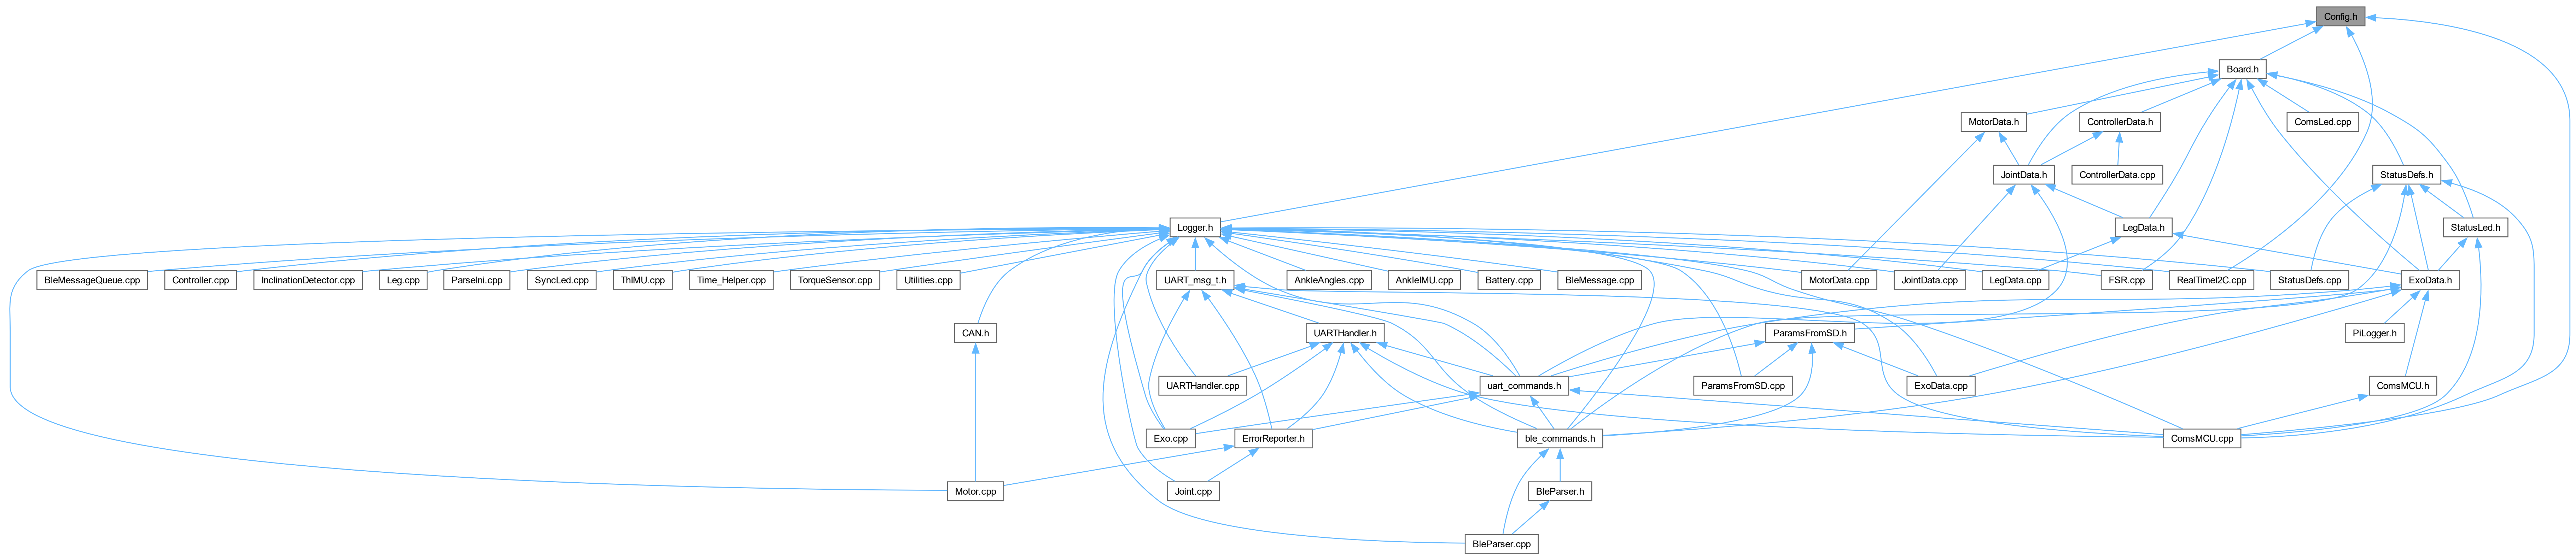 Config.h
Board.h
MotorData.h
ControllerData.h
ComsLed.cpp
JointData.h
ControllerData.cpp
StatusDefs.h
Logger.h
LegData.h
StatusLed.h
BleMessageQueue.cpp
Controller.cpp
InclinationDetector.cpp
Leg.cpp
ParseIni.cpp
SyncLed.cpp
ThIMU.cpp
Time_Helper.cpp
TorqueSensor.cpp
Utilities.cpp
UART_msg_t.h
AnkleAngles.cpp
AnkleIMU.cpp
Battery.cpp
BleMessage.cpp
MotorData.cpp
JointData.cpp
LegData.cpp
FSR.cpp
RealTimeI2C.cpp
StatusDefs.cpp
ExoData.h
CAN.h
UARTHandler.h
ParamsFromSD.h
PiLogger.h
UARTHandler.cpp
uart_commands.h
ParamsFromSD.cpp
ExoData.cpp
ComsMCU.h
Exo.cpp
ErrorReporter.h
ble_commands.h
ComsMCU.cpp
Motor.cpp
Joint.cpp
BleParser.h
BleParser.cpp